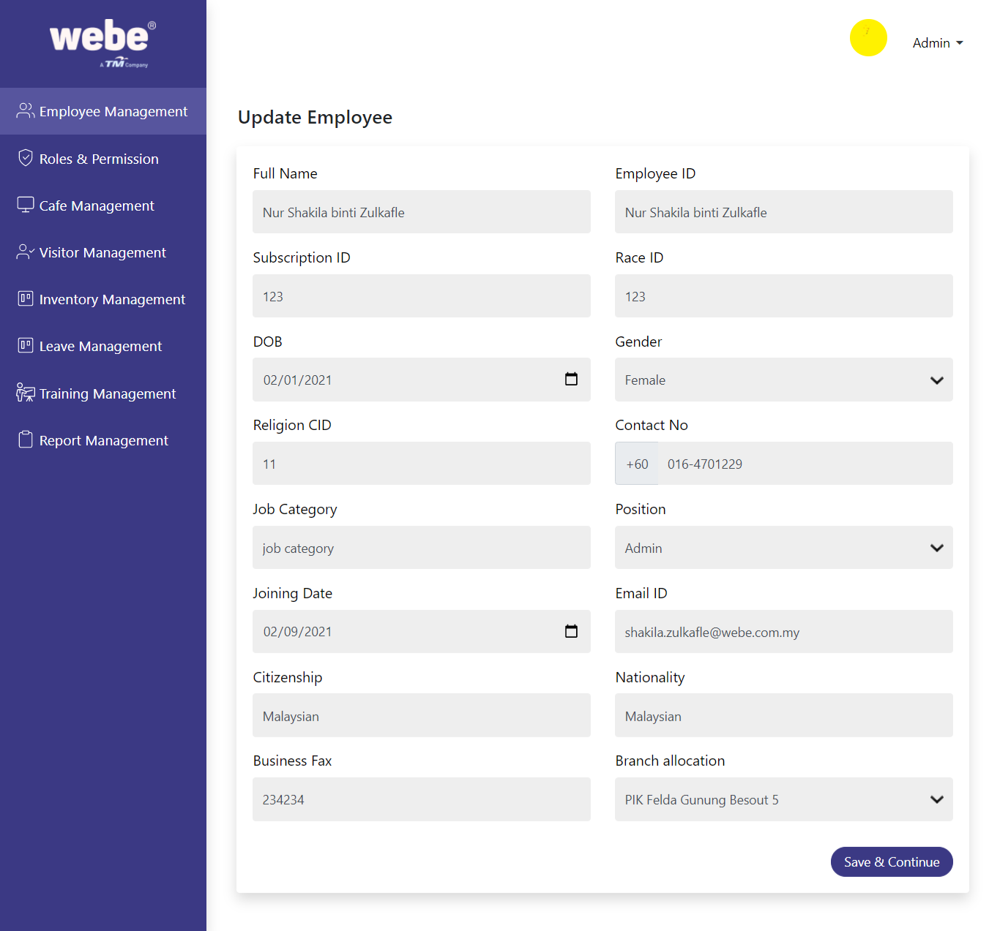 webe®
A TM Company
Admin
Employee Management
Roles & Permission
Cafe Management
Visitor Management
Inventory Management
Leave Management
Training Management
Report Management
Update Employee
Full Name
Nur Shakila binti Zulkafle
Employee ID
Nur Shakila binti Zulkafle
Subscription ID
123
Race ID
123
DOB
02/01/2021
Gender
Female
Religion CID
11
Contact No
+60 016-4701229
Job Category
job category
Position
Admin
Joining Date
02/09/2021
Email ID
shakila.zulkafle@webe.com.my
Citizenship
Malaysian
Nationality
Malaysian
Business Fax
234234
Branch allocation
PIK Felda Gunung Besout 5
Save & Continue